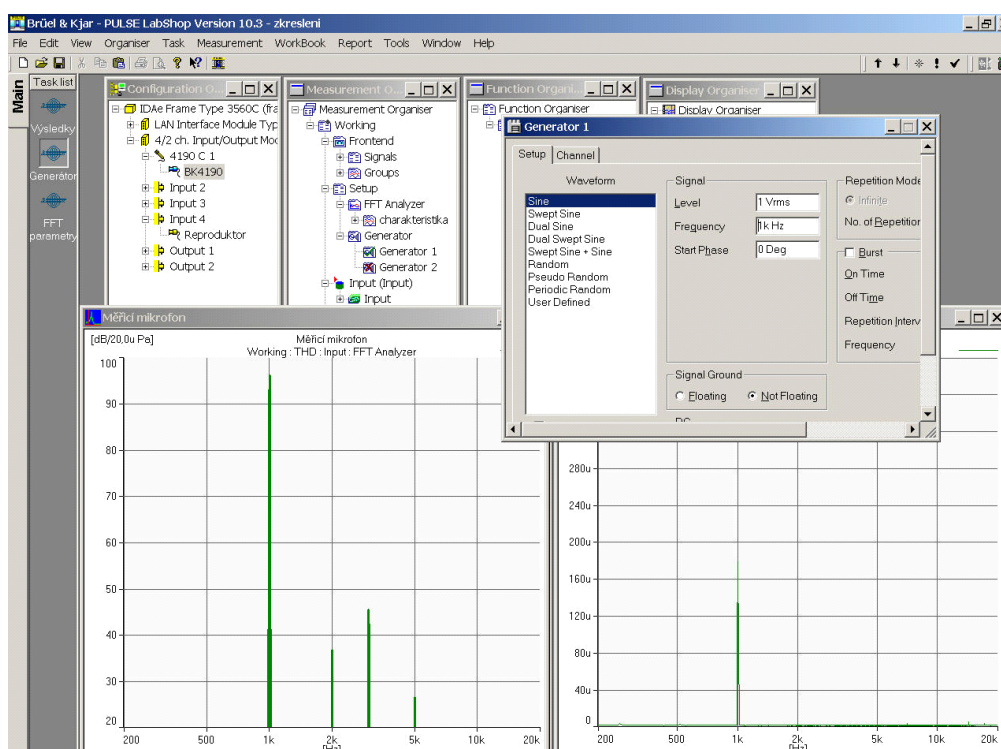 Brüel & Kjar - PULSE LabShop Version 10.3 - zkresleni
File Edit View Organiser Task Measurement WorkBook Report Tools Window Help
Main
Task list
Výsledky
Generátor
FFT
parametry
Configuration O...
IDAe Frame Type 3560C (fra
LAN Interface Module Typ
4/2 ch. Input/Output Mod
4190 C 1
BK4190
Input 2
Input 3
Input 4
Reproduktor
Output 1
Output 2
Measurement O...
Measurement Organiser
Working
Frontend
Signals
Groups
Setup
FFT Analyzer
charakteristika
Generator
Generator 1
Generator 2
Input (Input)
Input
Function Organi...
Function Organiser
Display Organiser
Display Organiser
Generator 1
Setup Channel
Waveform
Sine
Swept Sine
Dual Sine
Dual Swept Sine
Swept Sine + Sine
Random
Pseudo Random
Periodic Random
User Defined
Signal
Level 1 Vrms
Frequency 1k Hz
Start Phase 0 Deg
Signal Ground
Floating Not Floating
Repetition Mode
Infinite
No. of Repetition
Burst
On Time
Off Time
Repetition Interv
Frequency
Měřicí mikrofon
[dB/20,0u Pa] Měřicí mikrofon
Working : THD : Input : FFT Analyzer
100
90
80
70
60
50
40
30
20
200 500 1k 2k 5k 10k 20k
[Hz]
280u
240u
200u
160u
120u
80u
40u
0
200 500 1k 2k 5k 10k 20k
[Hz]